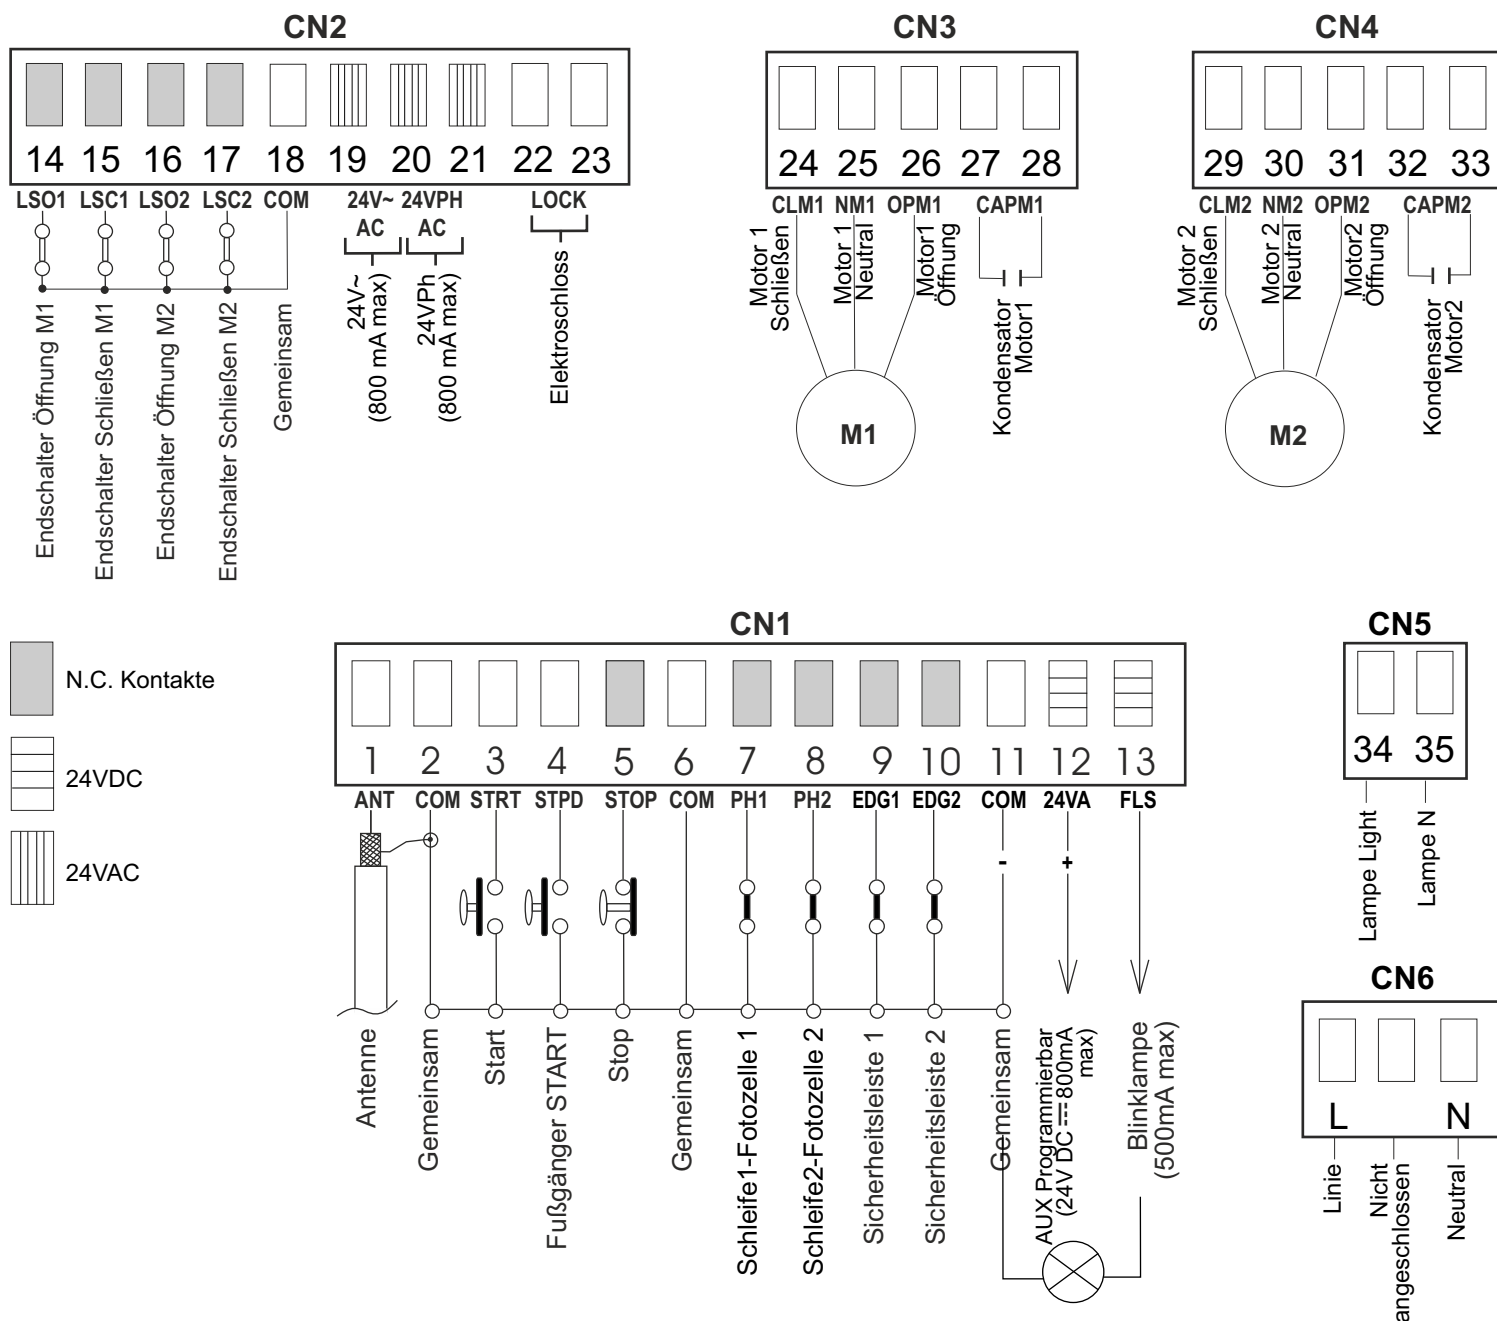 CN2
14 15 16 17 18 19 20 21 22 23
LSO1 LSC1 LSO2 LSC2 COM 24V~ 24VPH LOCK
AC AC
Endschalter Öffnung M1
Endschalter Schließen M1
Endschalter Öffnung M2
Endschalter Schließen M2
Gemeinsam
24V~
(800 mA max)
24VPh
(800 mA max)
Elektroschloss
CN3
24 25 26 27 28
CLM1 NM1 OPM1 CAPM1
Motor 1
Schließen
Motor 1
Neutral
Motor1
Öffnung
Kondensator
Motor1
M1
CN4
29 30 31 32 33
CLM2 NM2 OPM2 CAPM2
Motor 2
Schließen
Motor 2
Neutral
Motor2
Öffnung
Kondensator
Motor2
M2
N.C. Kontakte
24VDC
24VAC
CN1
1 2 3 4 5 6 7 8 9 10 11 12 13
ANT COM STRT STPD STOP COM PH1 PH2 EDG1 EDG2 COM 24VA FLS
- +
Antenne
Gemeinsam
Start
Fußgänger START
Stop
Gemeinsam
Schleife1-Fotozelle 1
Schleife2-Fotozelle 2
Sicherheitsleiste 1
Sicherheitsleiste 2
Gemeinsam
AUX Programmierbar
(24V DC⎓800mA
max)
Blinklampe
(500mA max)
CN5
34 35
Lampe Light
Lampe N
CN6
L N
Linie
Nicht
angeschlossen
Neutral